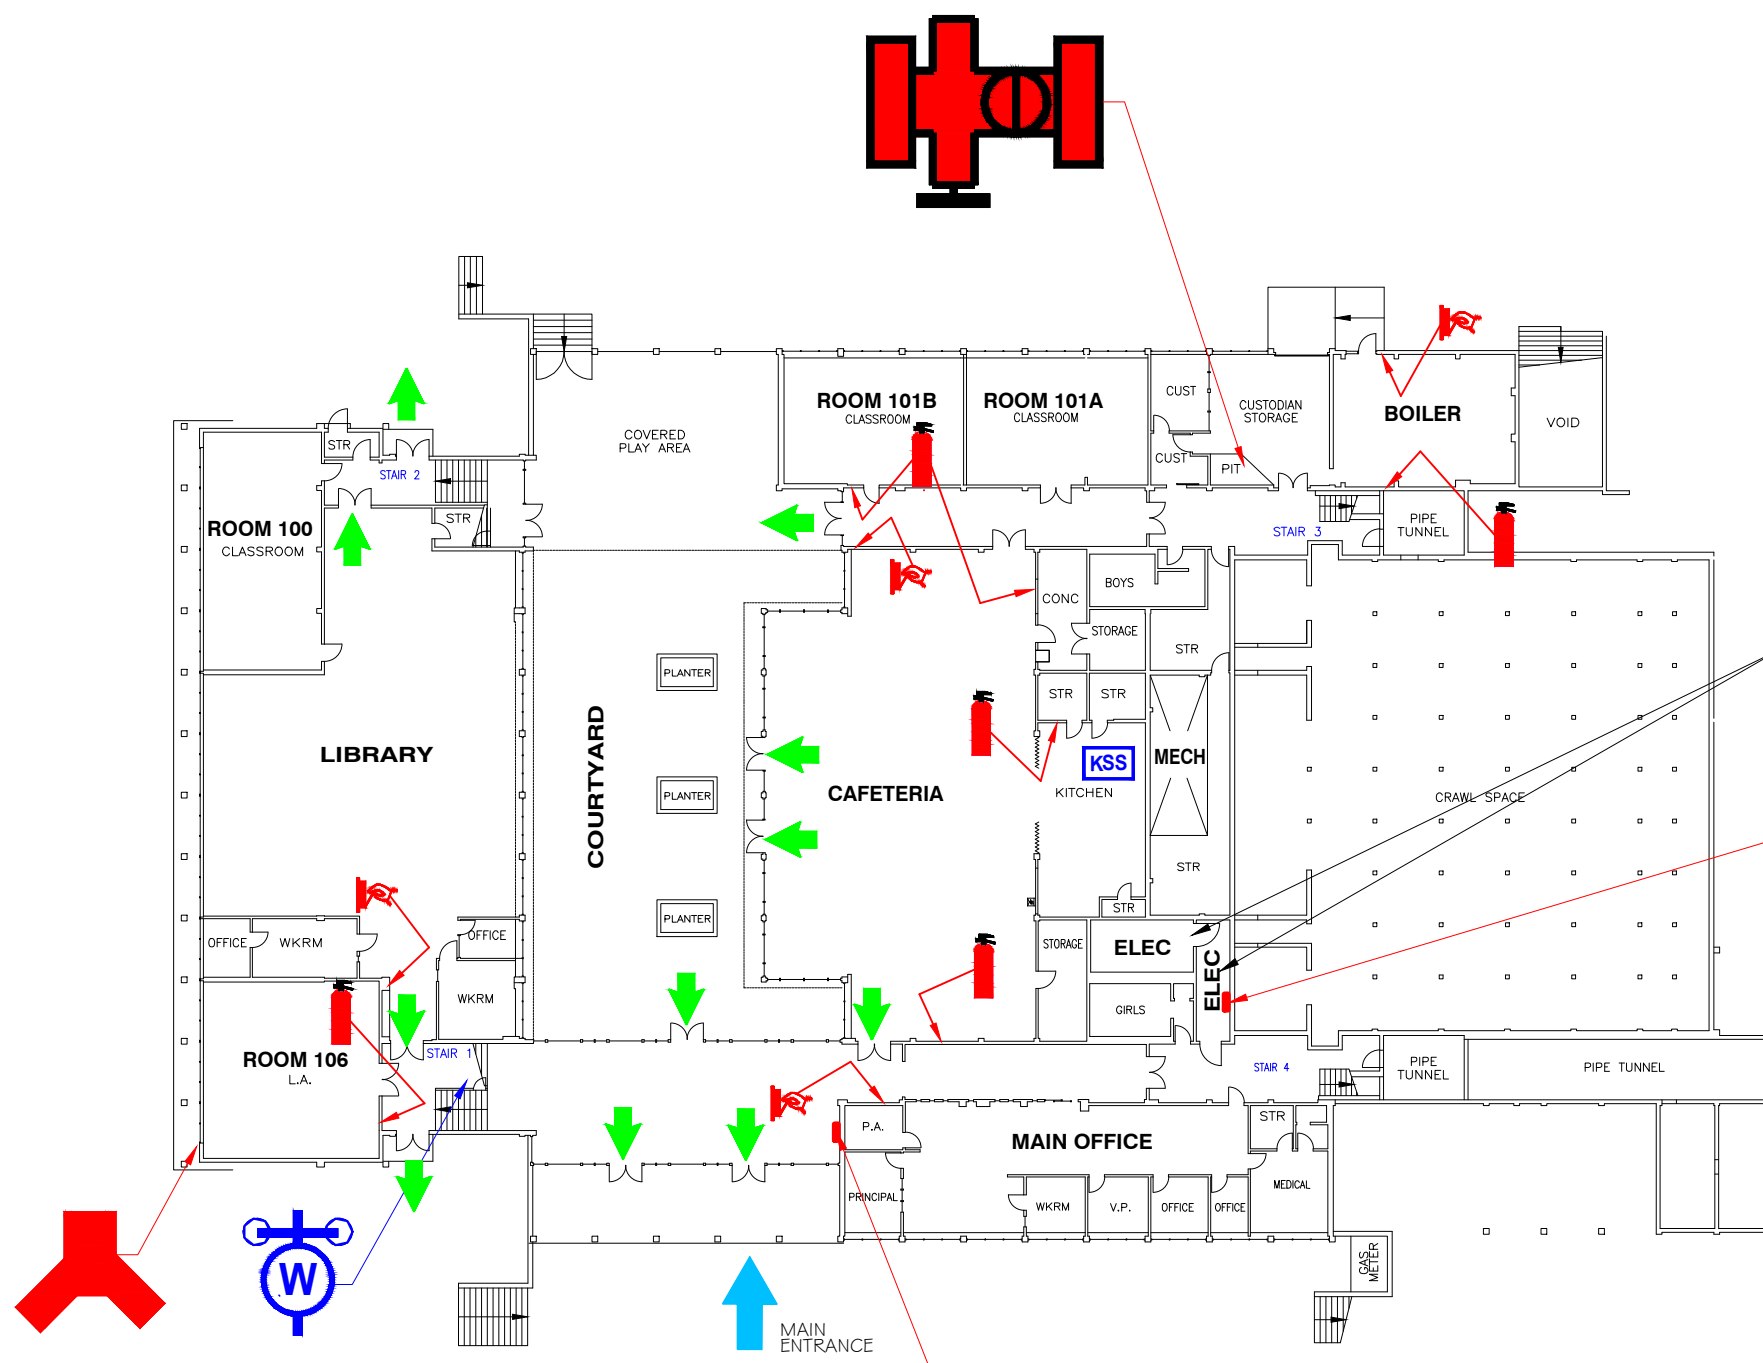 ROOM 101B
CLASSROOM
ROOM 101A
CLASSROOM
CUST
CUSTODIAN
STORAGE
BOILER
VOID
COVERED
PLAY AREA
STR
STAIR 2
CUST
PIT
STR
ROOM 100
CLASSROOM
STAIR 3
PIPE
TUNNEL
BOYS
CONC
STORAGE
STR
PLANTER
STR
STR
LIBRARY
COURTYARD
MECH
KSS
KITCHEN
PLANTER
CAFETERIA
CRAWL SPACE
STR
STR
PLANTER
OFFICE
WKRM
OFFICE
STORAGE
ELEC
ELEC
WKRM
GIRLS
ROOM 106
L.A.
STAIR 1
STAIR 4
PIPE
TUNNEL
PIPE TUNNEL
P.A.
MAIN OFFICE
STR
PRINCIPAL
WKRM
V.P.
OFFICE
OFFICE
MEDICAL
GAS
METER
W
MAIN
ENTRANCE